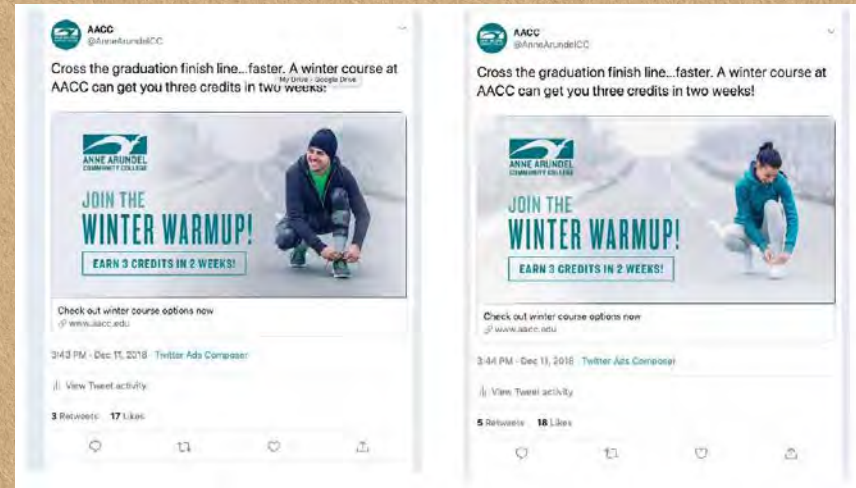 AACC
@AnneArundelCC
Cross the graduation finish line...faster. A winter course at
AACC can get you three credits in two weeks!
My Drive - Google Drive
ANNE ARUNDEL
COMMUNITY COLLEGE
JOIN THE
WINTER WARMUP!
EARN 3 CREDITS IN 2 WEEKS!
Check out winter course options now
www.aacc.edu
3:43 PM - Dec 11, 2018 Twitter Ads Composer
View Tweet activity
3 Retweets 17 Likes
AACC
@AnneArundelCC
Cross the graduation finish line...faster. A winter course at
AACC can get you three credits in two weeks!
ANNE ARUNDEL
COMMUNITY COLLEGE
JOIN THE
WINTER WARMUP!
EARN 3 CREDITS IN 2 WEEKS!
Check out winter course options now
www.aacc.edu
3:44 PM - Dec 11, 2018 Twitter Ads Composer
View Tweet activity
5 Retweets 18 Likes